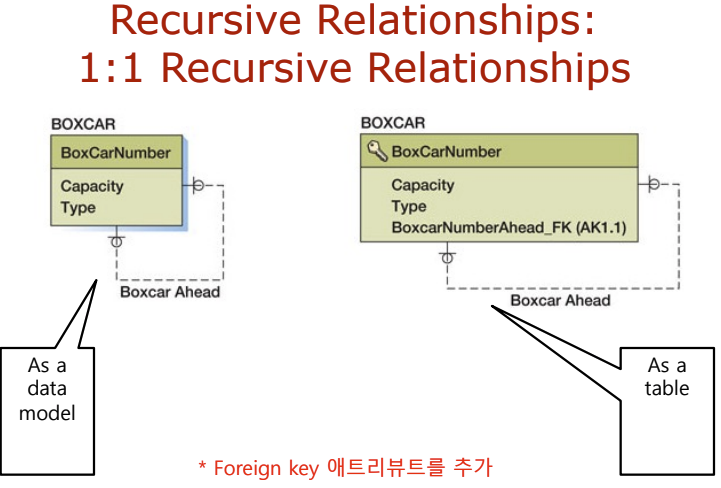 Recursive Relationships:
1:1 Recursive Relationships
BOXCAR
BoxCarNumber
Capacity
Type
Boxcar Ahead
BOXCAR
BoxCarNumber
Capacity
Type
BoxcarNumberAhead_FK (AK1.1)
Boxcar Ahead
As a
data
model
As a
table
* Foreign key 애트리뷰트를 추가